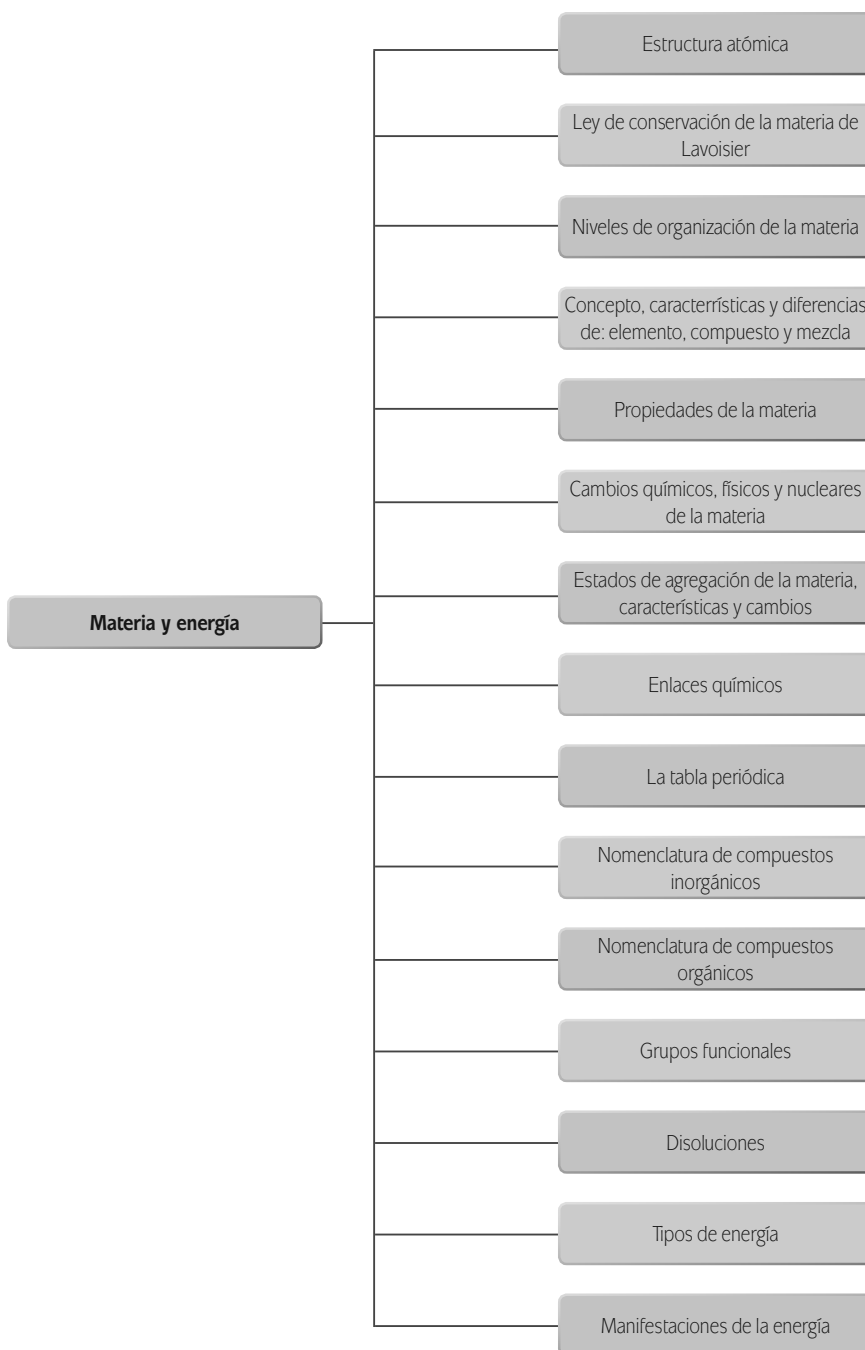 Estructura atómica
Ley de conservación de la materia de
Lavoisier
Niveles de organización de la materia
Concepto, caracterrísticas y diferencias
de: elemento, compuesto y mezcla
Propiedades de la materia
Cambios químicos, físicos y nucleares
de la materia
Estados de agregación de la materia,
características y cambios
Materia y energía
Enlaces químicos
La tabla periódica
Nomenclatura de compuestos
inorgánicos
Nomenclatura de compuestos
orgánicos
Grupos funcionales
Disoluciones
Tipos de energía
Manifestaciones de la energía